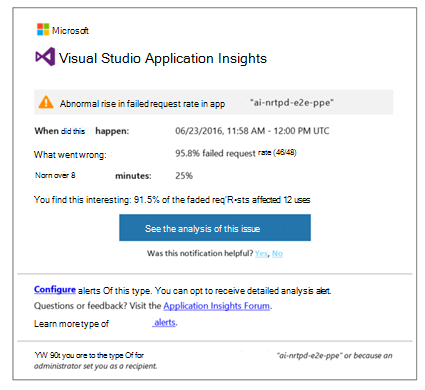 Microsoft
Visual Studio Application Insights
Abnormal rise in failed request rate in app "ai-nrtpd-e2e-ppe"
When did this happen: 06/23/2016, 11:58 AM - 12:00 PM UTC
What went wrong: 95.8% failed request rate (46/48)
Norn over 8 minutes: 25%
You find this interesting: 91.5% of the faded req'R•sts affected 12 uses
See the analysis of this issue
Was this notification helpful? Yes, No
Configure alerts Of this type. You can opt to receive detailed analysis alert.
Questions or feedback? Visit the Application Insights Forum.
Learn more type of alerts.
YW 90t you ore to the type Of for "ai-nrtpd-e2e-ppe" or because an
administrator set you as a recipient.